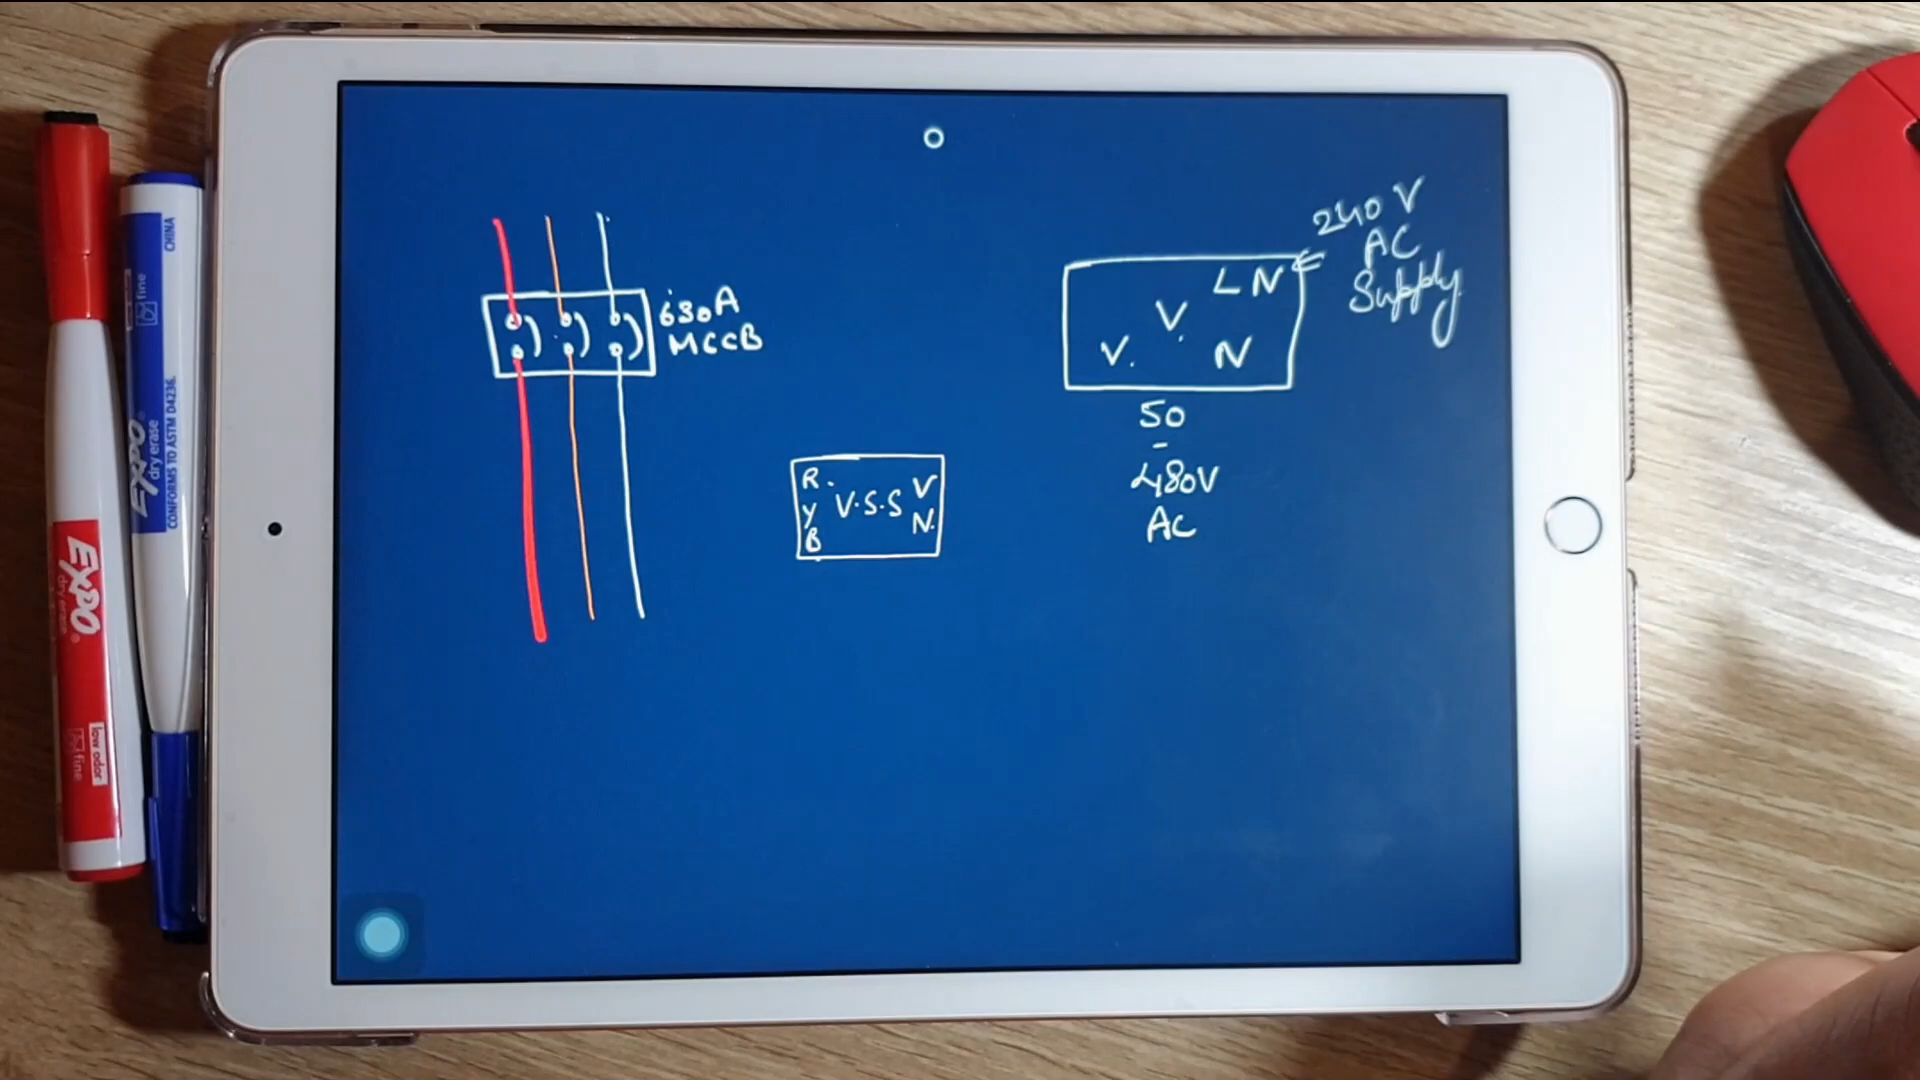 240 V
AC
Supply
L N
V
V. N
50
-
480V
AC
630A
MCCB
R.
Y
B
V.S.S
V
N.
EXPO
dry erase
low odor
fine
EXPO
dry erase
CONFORMS TO ASTM D4236.
CHINA
fine